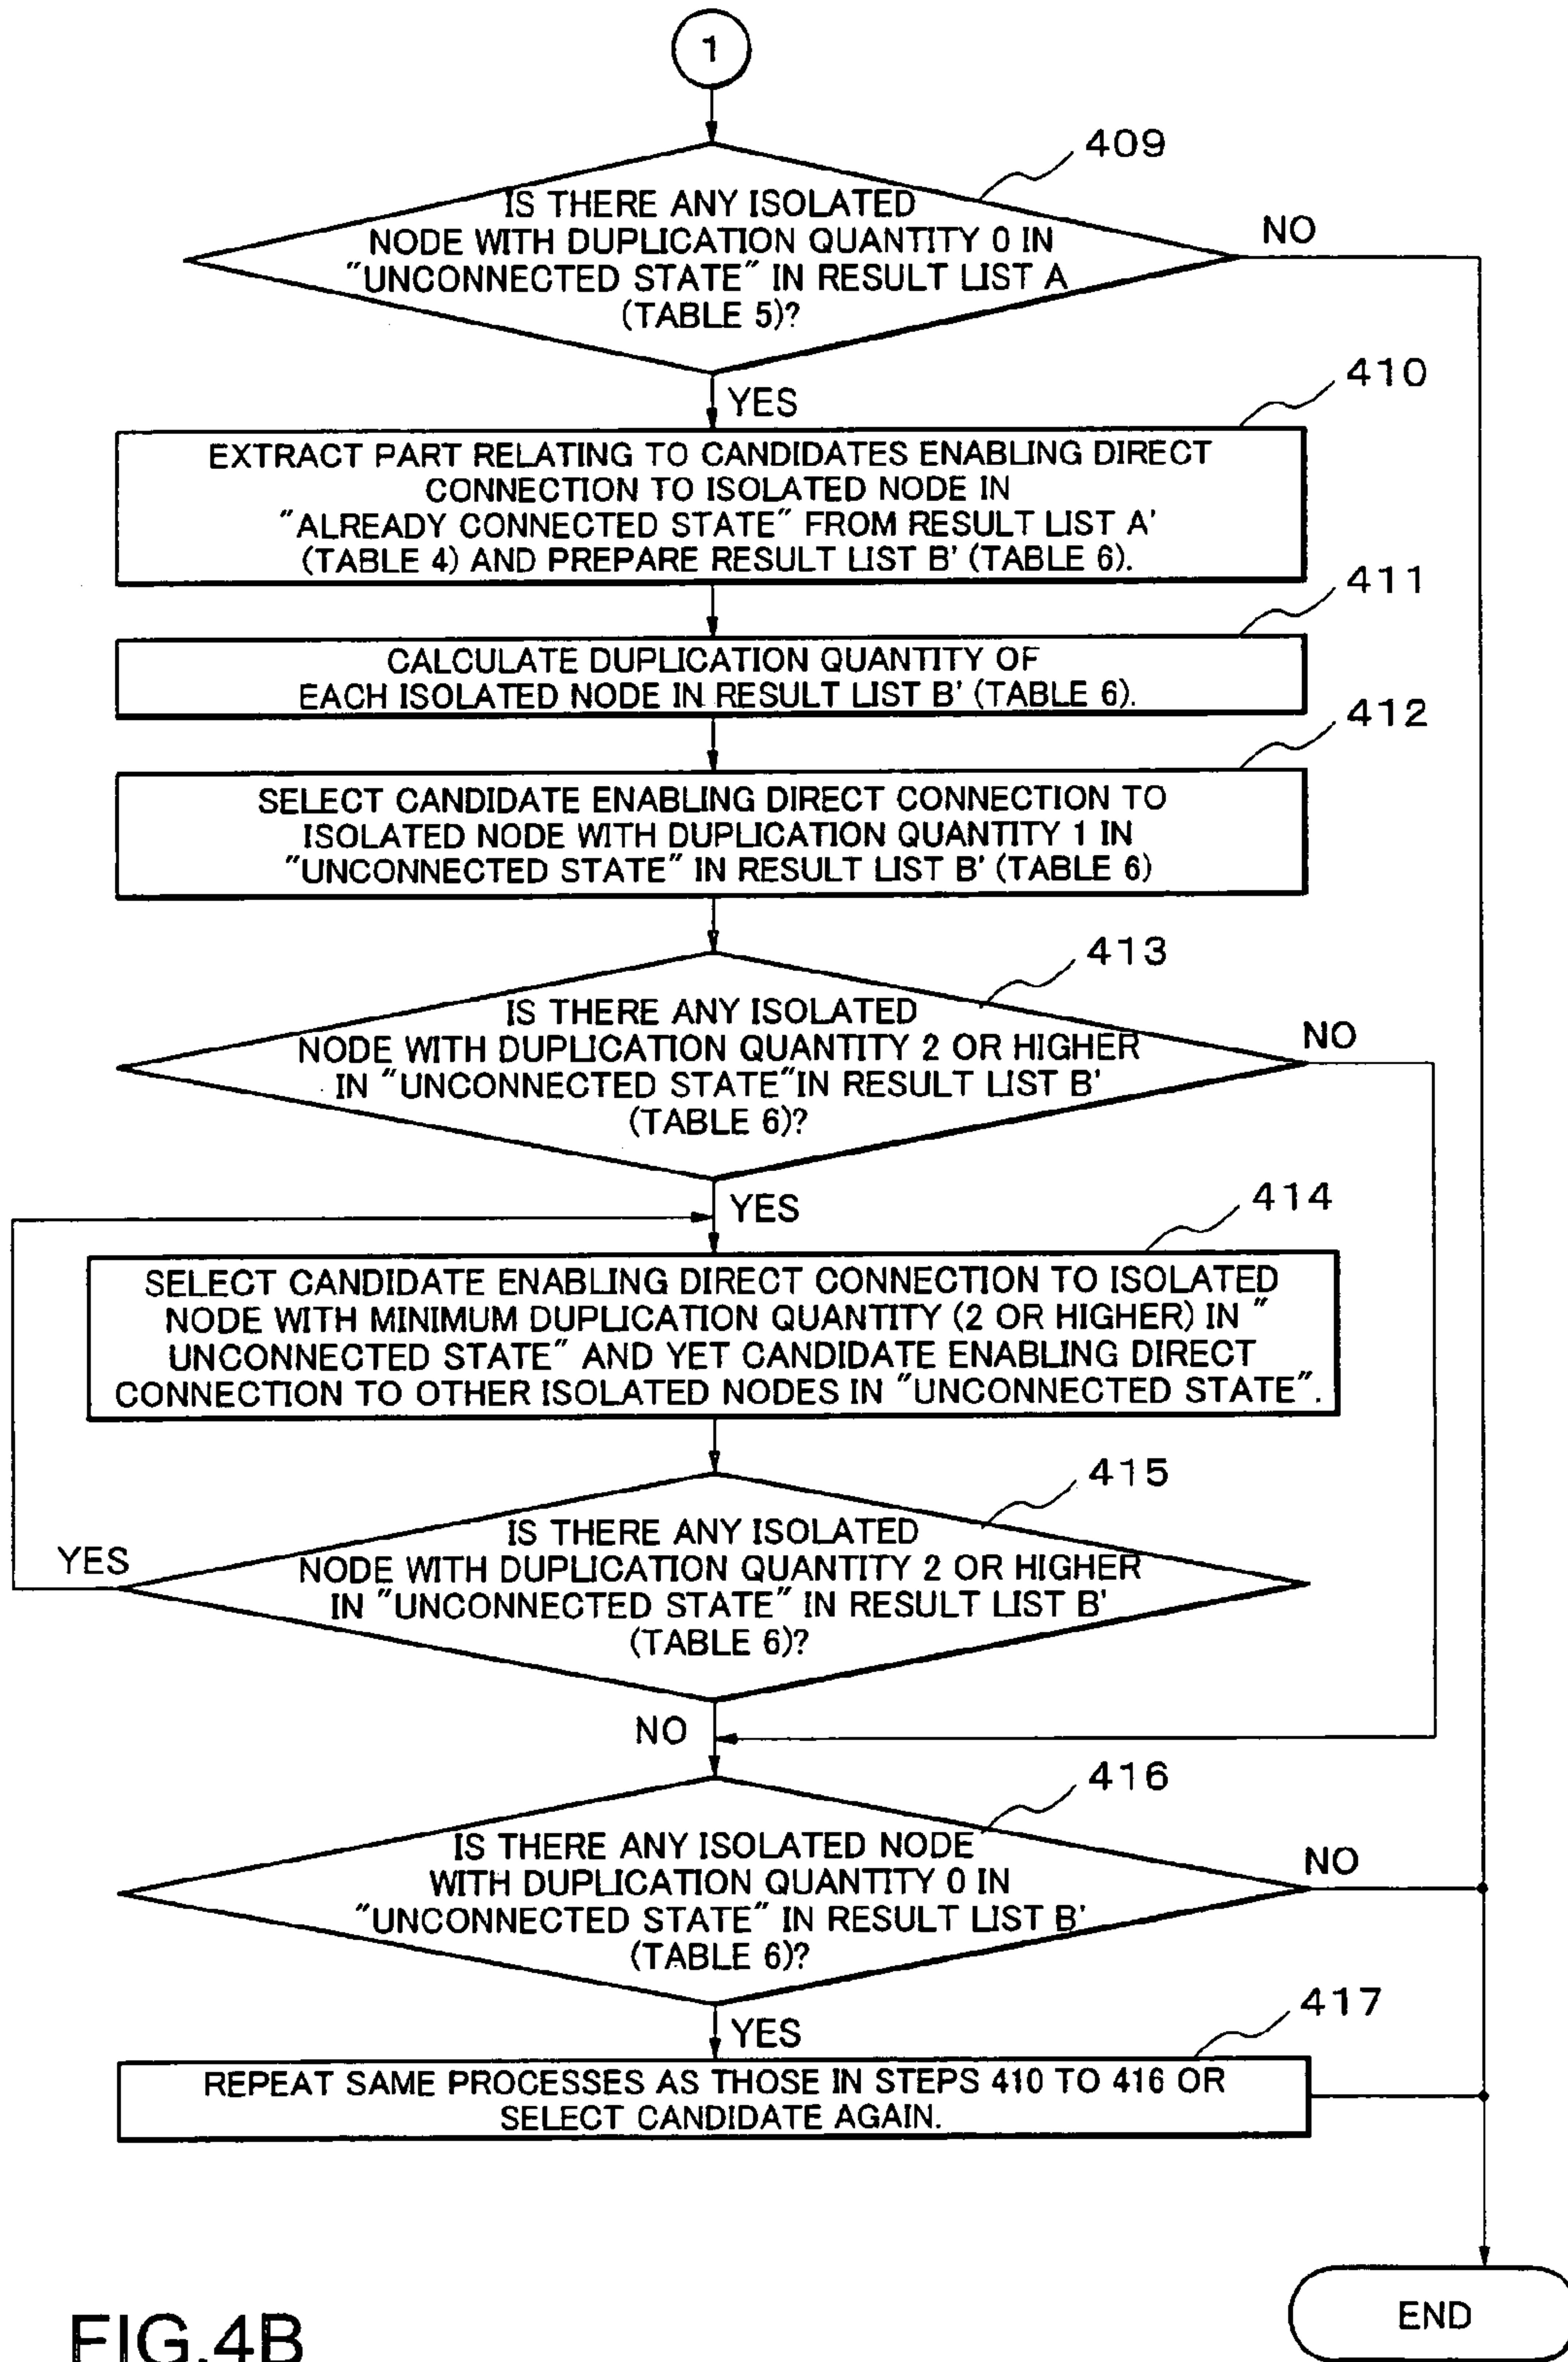 1
409
IS THERE ANY ISOLATED
NODE WITH DUPLICATION QUANTITY 0 IN
"UNCONNECTED STATE" IN RESULT LIST A
(TABLE 5)?
NO
YES
410
EXTRACT PART RELATING TO CANDIDATES ENABLING DIRECT
CONNECTION TO ISOLATED NODE IN
"ALREADY CONNECTED STATE" FROM RESULT LIST A'
(TABLE 4) AND PREPARE RESULT LIST B' (TABLE 6).
411
CALCULATE DUPLICATION QUANTITY OF
EACH ISOLATED NODE IN RESULT LIST B' (TABLE 6).
412
SELECT CANDIDATE ENABLING DIRECT CONNECTION TO
ISOLATED NODE WITH DUPLICATION QUANTITY 1 IN
"UNCONNECTED STATE" IN RESULT LIST B' (TABLE 6)
413
IS THERE ANY ISOLATED
NODE WITH DUPLICATION QUANTITY 2 OR HIGHER
IN "UNCONNECTED STATE"IN RESULT LIST B'
(TABLE 6)?
NO
YES
414
SELECT CANDIDATE ENABLING DIRECT CONNECTION TO ISOLATED
NODE WITH MINIMUM DUPLICATION QUANTITY (2 OR HIGHER) IN "
UNCONNECTED STATE" AND YET CANDIDATE ENABLING DIRECT
CONNECTION TO OTHER ISOLATED NODES IN "UNCONNECTED STATE".
415
IS THERE ANY ISOLATED
NODE WITH DUPLICATION QUANTITY 2 OR HIGHER
IN "UNCONNECTED STATE" IN RESULT LIST B'
(TABLE 6)?
YES
NO
416
IS THERE ANY ISOLATED NODE
WITH DUPLICATION QUANTITY 0 IN
"UNCONNECTED STATE" IN RESULT LIST B'
(TABLE 6)?
NO
YES
417
REPEAT SAME PROCESSES AS THOSE IN STEPS 410 TO 416 OR
SELECT CANDIDATE AGAIN.
END
FIG.4B